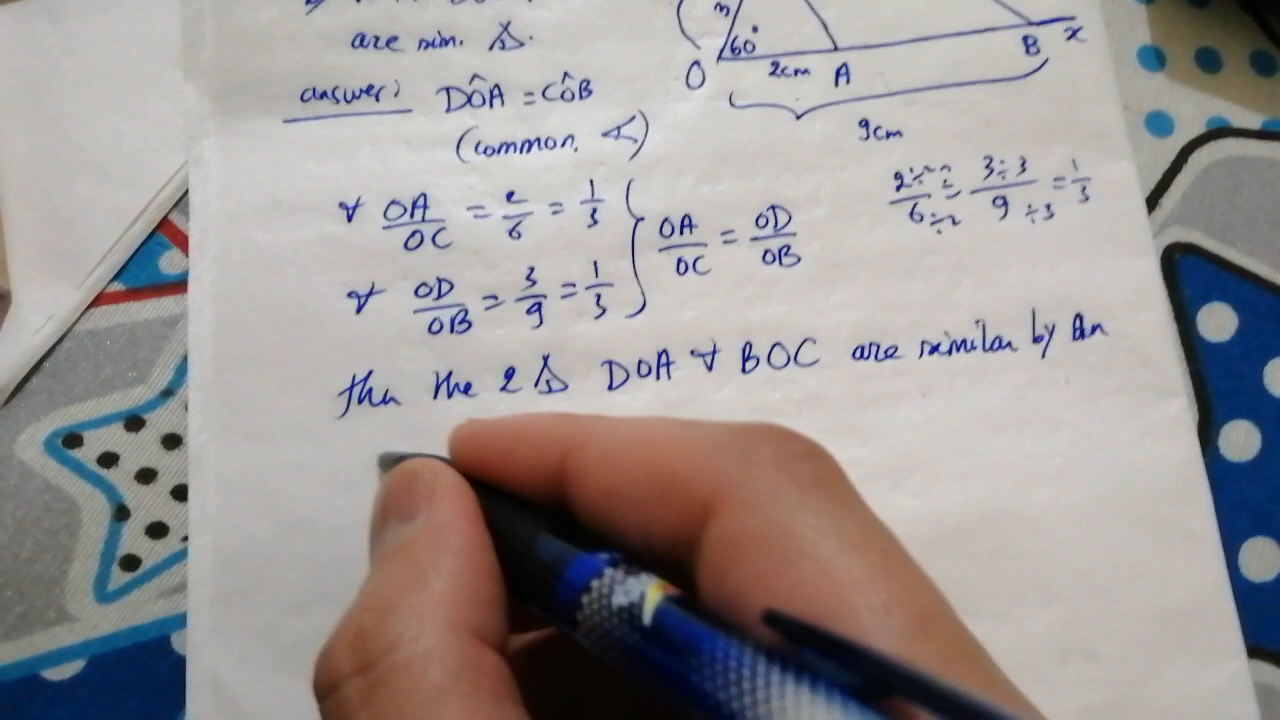 are sim. Δs.
60°
O
2cm
A
B
x
9cm
answer: DÔA = CÔB
(common ∢)
& OA/OC = 2/6 = 1/3
& OD/OB = 3/9 = 1/3
OA/OC = OD/OB
2÷2/6÷2 = 3÷3/9÷3 = 1/3
then the 2 Δs DOA & BOC are similar by an